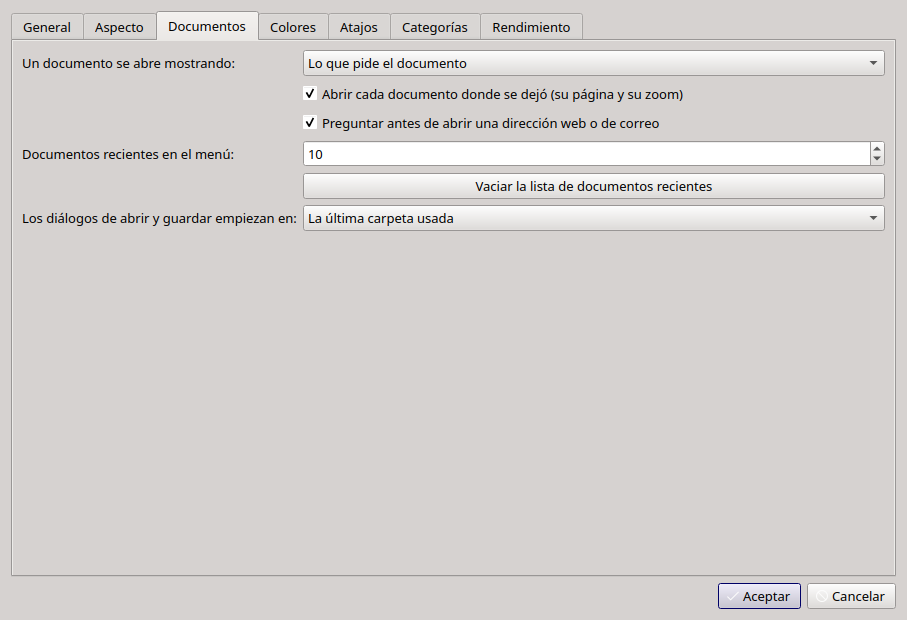 General Aspecto Documentos Colores Atajos Categorías Rendimiento
Un documento se abre mostrando: Lo que pide el documento
Abrir cada documento donde se dejó (su página y su zoom)
Preguntar antes de abrir una dirección web o de correo
Documentos recientes en el menú: 10
Vaciar la lista de documentos recientes
Los diálogos de abrir y guardar empiezan en: La última carpeta usada
Aceptar Cancelar